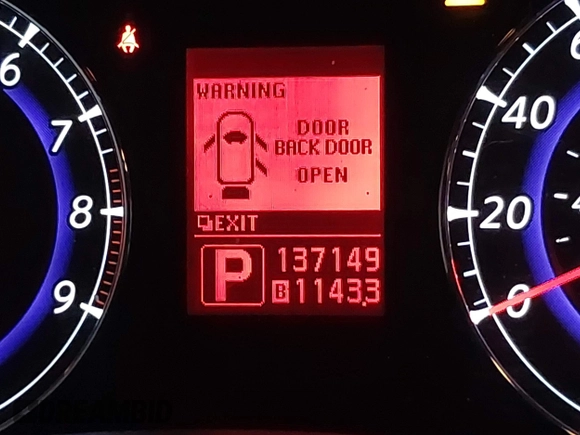 WARNING
DOOR
BACK DOOR
OPEN
EXIT
P
137149
B 1143.3
6
7
8
9
40
20
0